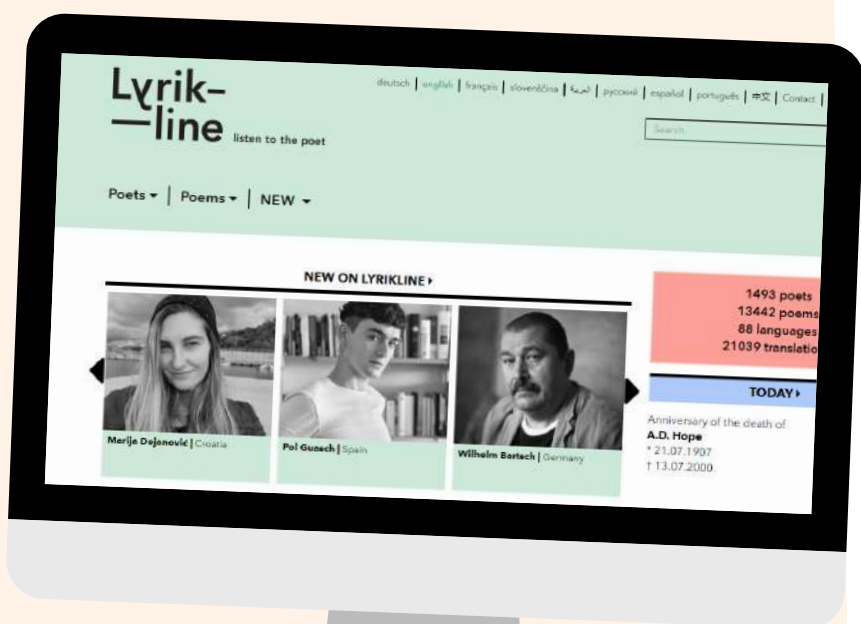 Lyrik-
—line listen to the poet
deutsch | english | français | slovenščina | العربية | русский | español | português | 中文 | Contact |
Search
Poets | Poems | NEW
NEW ON LYRIKLINE
Marija Dejanović | Croatia
Pol Guasch | Spain
Wilhelm Bartsch | Germany
1493 poets
13442 poems
88 languages
21039 translatio
TODAY
Anniversary of the death of
A.D. Hope
* 21.07.1907
† 13.07.2000